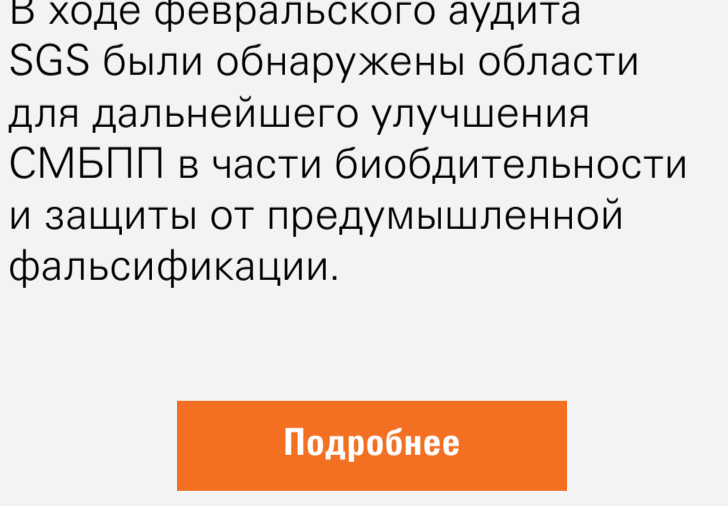 В ходе февральского аудита
SGS были обнаружены области
для дальнейшего улучшения
СМБПП в части биобдительности
и защиты от предумышленной
фальсификации.
Подробнее